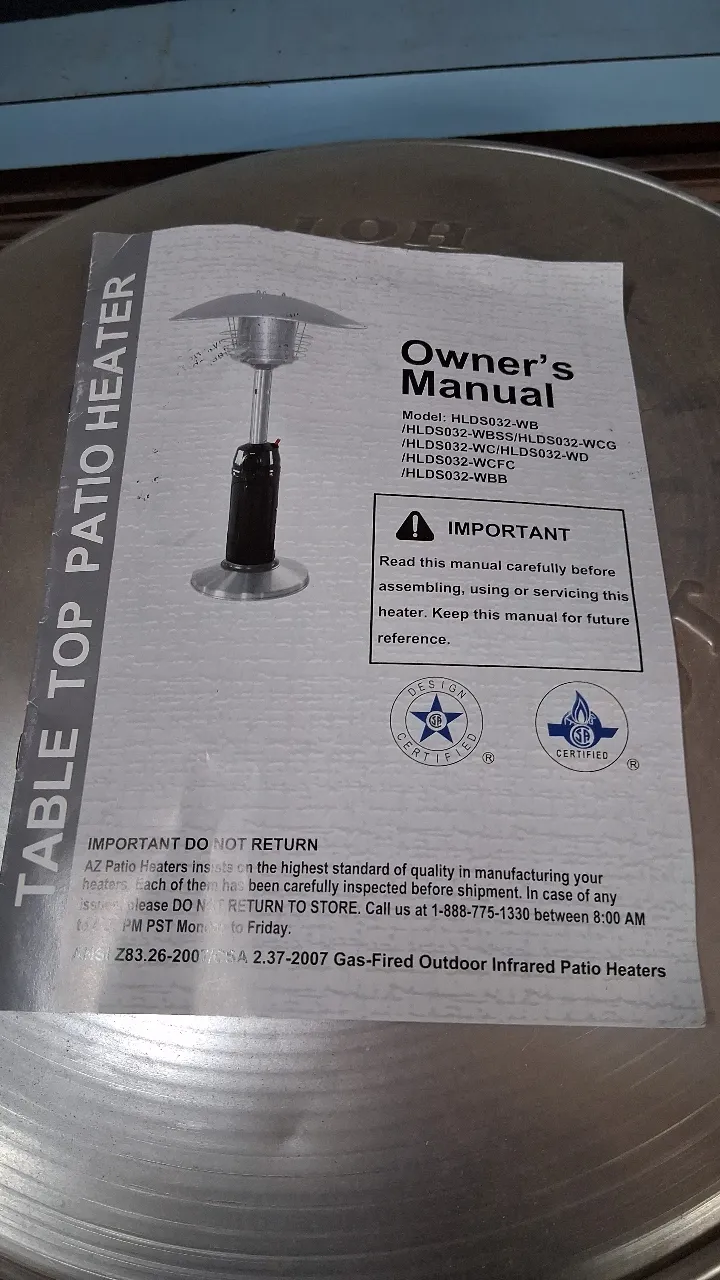 HOT
TABLE TOP PATIO HEATER
Owner's
Manual
Model: HLDS032-WB
/HLDS032-WBSS/HLDS032-WCG
/HLDS032-WC/HLDS032-WD
/HLDS032-WCFC
/HLDS032-WBB
IMPORTANT
Read this manual carefully before
assembling, using or servicing this
heater. Keep this manual for future
reference.
DESIGN
CERTIFIED
®
CERTIFIED
®
IMPORTANT DO NOT RETURN
AZ Patio Heaters insists on the highest standard of quality in manufacturing your
heaters. Each of them has been carefully inspected before shipment. In case of any
please DO NOT RETURN TO STORE. Call us at 1-888-775-1330 between 8:00 AM
PM PST Monday to Friday.
ANSI Z83.26-2007/CSA 2.37-2007 Gas-Fired Outdoor Infrared Patio Heaters